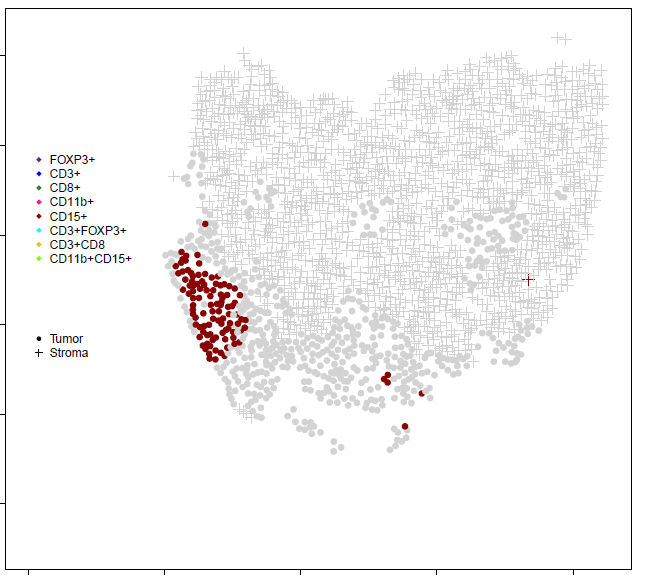 FOXP3+
CD3+
CD8+
CD11b+
CD15+
CD3+FOXP3+
CD3+CD8
CD11b+CD15+
Tumor
Stroma